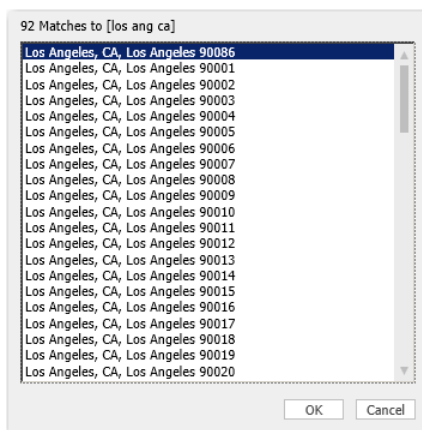 92 Matches to [los ang ca]
Los Angeles, CA, Los Angeles 90086
Los Angeles, CA, Los Angeles 90001
Los Angeles, CA, Los Angeles 90002
Los Angeles, CA, Los Angeles 90003
Los Angeles, CA, Los Angeles 90004
Los Angeles, CA, Los Angeles 90005
Los Angeles, CA, Los Angeles 90006
Los Angeles, CA, Los Angeles 90007
Los Angeles, CA, Los Angeles 90008
Los Angeles, CA, Los Angeles 90009
Los Angeles, CA, Los Angeles 90010
Los Angeles, CA, Los Angeles 90011
Los Angeles, CA, Los Angeles 90012
Los Angeles, CA, Los Angeles 90013
Los Angeles, CA, Los Angeles 90014
Los Angeles, CA, Los Angeles 90015
Los Angeles, CA, Los Angeles 90016
Los Angeles, CA, Los Angeles 90017
Los Angeles, CA, Los Angeles 90018
Los Angeles, CA, Los Angeles 90019
Los Angeles, CA, Los Angeles 90020
OK Cancel